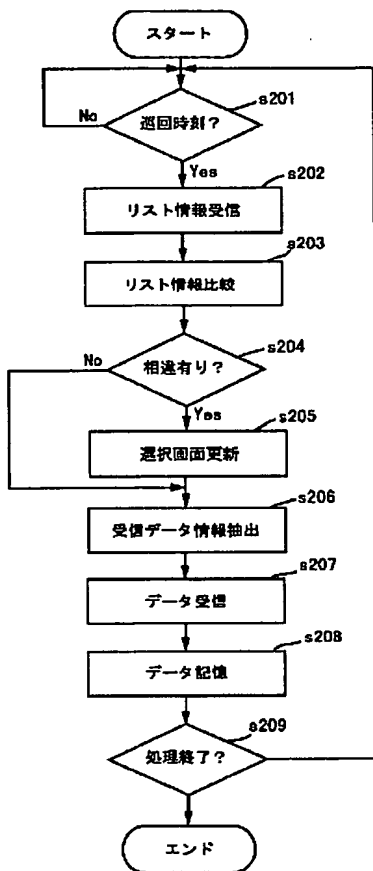 スタート
s201
No
巡回時刻？
Yes
s202
リスト情報受信
s203
リスト情報比較
s204
No
相違有り？
Yes
s205
選択画面更新
s206
受信データ情報抽出
s207
データ受信
s208
データ記憶
s209
処理終了？
エンド